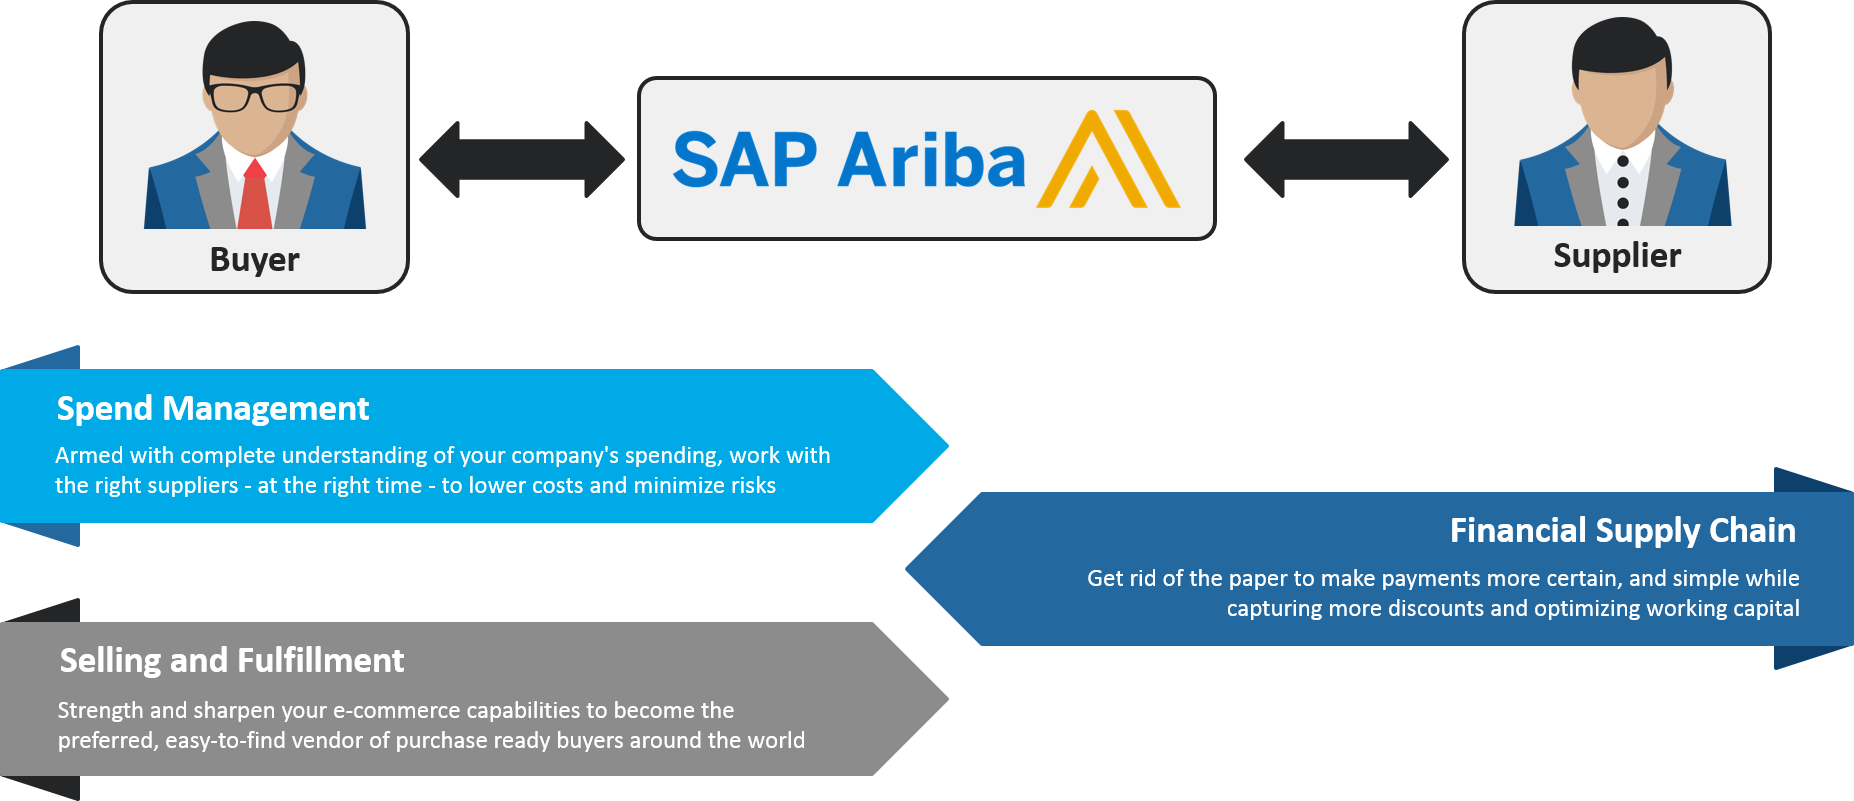 Buyer
SAP Ariba
Supplier
Spend Management
Armed with complete understanding of your company's spending, work with
the right suppliers - at the right time - to lower costs and minimize risks
Financial Supply Chain
Get rid of the paper to make payments more certain, and simple while
capturing more discounts and optimizing working capital
Selling and Fulfillment
Strength and sharpen your e-commerce capabilities to become the
preferred, easy-to-find vendor of purchase ready buyers around the world